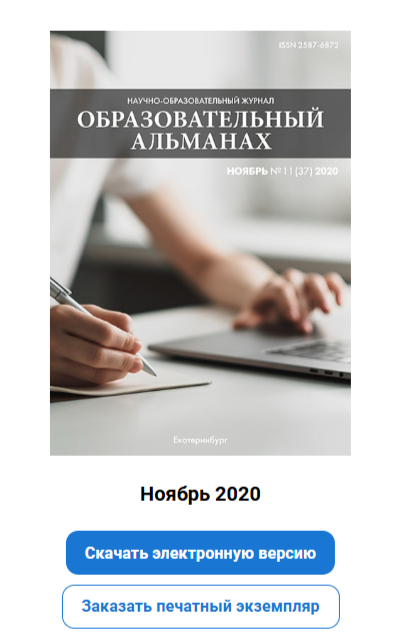 ISSN 2587-6872
НАУЧНО-ОБРАЗОВАТЕЛЬНЫЙ ЖУРНАЛ
ОБРАЗОВАТЕЛЬНЫЙ
АЛЬМАНАХ
НОЯБРЬ №11 (37) 2020
Екатеринбург
Ноябрь 2020
Скачать электронную версию
Заказать печатный экземпляр